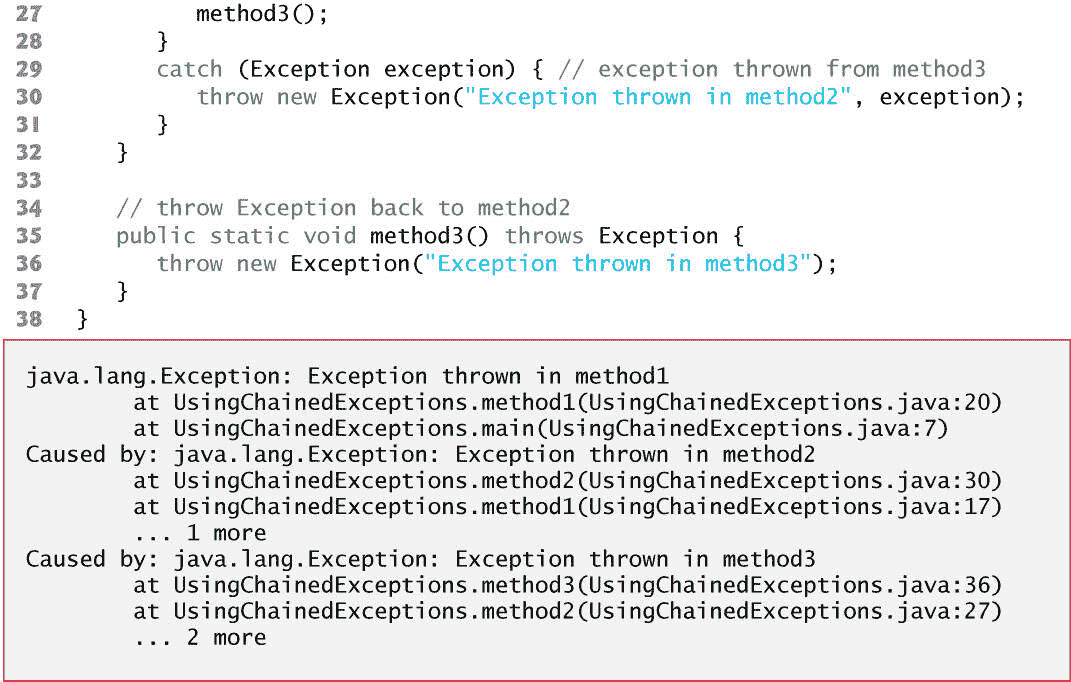 27 method3();
28 }
29 catch (Exception exception) { // exception thrown from method3
30 throw new Exception("Exception thrown in method2", exception);
31 }
32 }
33
34 // throw Exception back to method2
35 public static void method3() throws Exception {
36 throw new Exception("Exception thrown in method3");
37 }
38 }
java.lang.Exception: Exception thrown in method1
at UsingChainedExceptions.method1(UsingChainedExceptions.java:20)
at UsingChainedExceptions.main(UsingChainedExceptions.java:7)
Caused by: java.lang.Exception: Exception thrown in method2
at UsingChainedExceptions.method2(UsingChainedExceptions.java:30)
at UsingChainedExceptions.method1(UsingChainedExceptions.java:17)
... 1 more
Caused by: java.lang.Exception: Exception thrown in method3
at UsingChainedExceptions.method3(UsingChainedExceptions.java:36)
at UsingChainedExceptions.method2(UsingChainedExceptions.java:27)
... 2 more